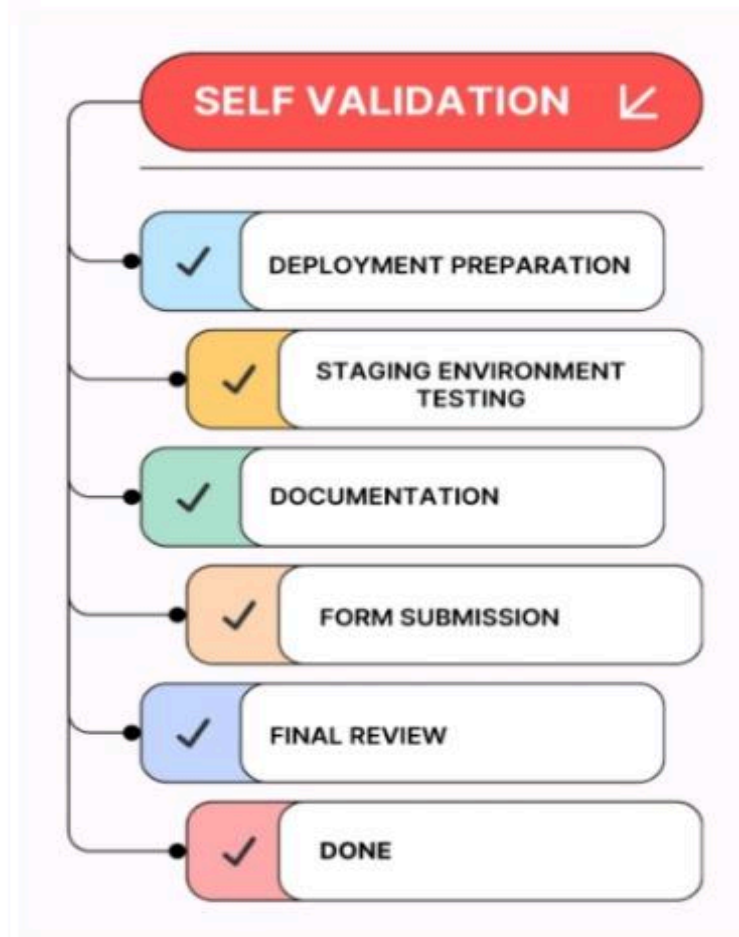 SELF VALIDATION
DEPLOYMENT PREPARATION
STAGING ENVIRONMENT
TESTING
DOCUMENTATION
FORM SUBMISSION
FINAL REVIEW
DONE